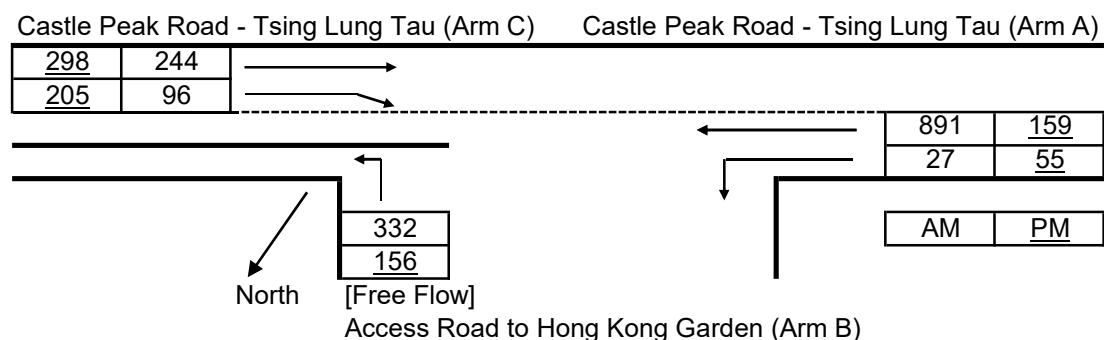 Castle Peak Road - Tsing Lung Tau (Arm C) Castle Peak Road - Tsing Lung Tau (Arm A)
298 244
205 96
891 159
27 55
AM PM
332
156
North [Free Flow]
Access Road to Hong Kong Garden (Arm B)